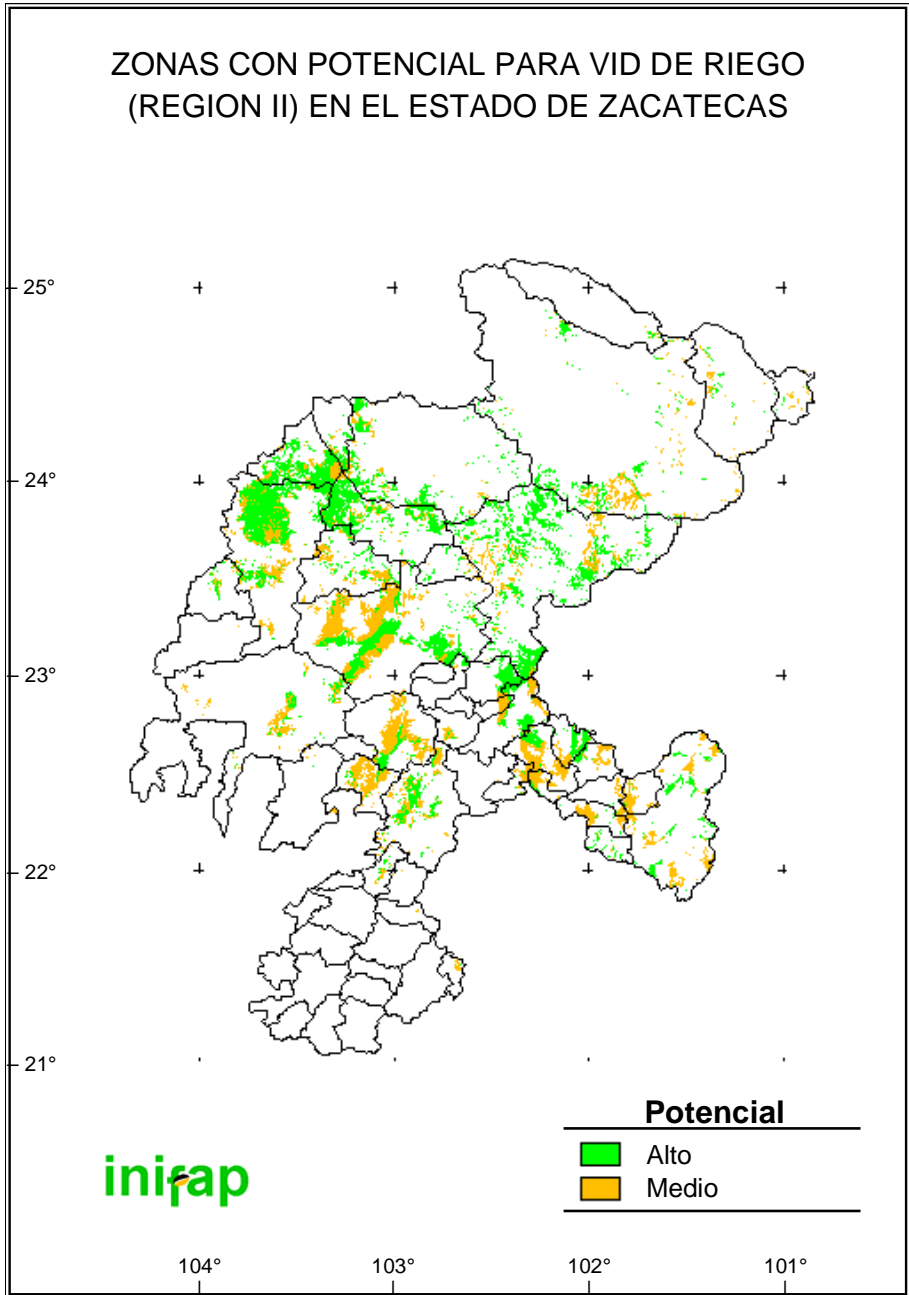 ZONAS CON POTENCIAL PARA VID DE RIEGO
(REGION II) EN EL ESTADO DE ZACATECAS
25°
24°
23°
22°
21°
Potencial
Alto
Medio
inifap
104° 103° 102° 101°